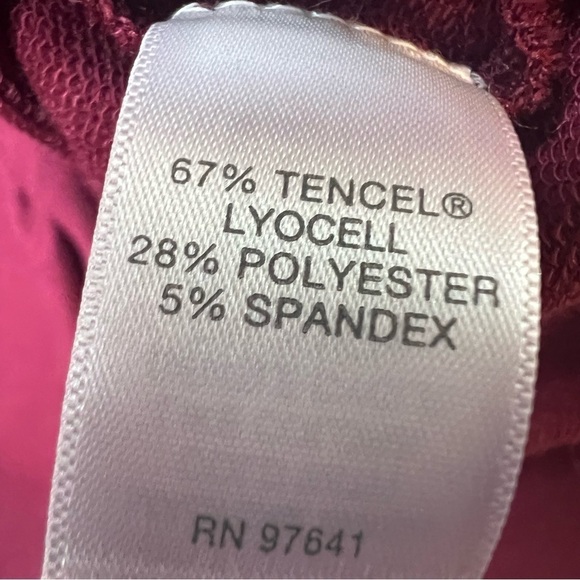 67% TENCEL®
LYOCELL
28% POLYESTER
5% SPANDEX
RN 97641